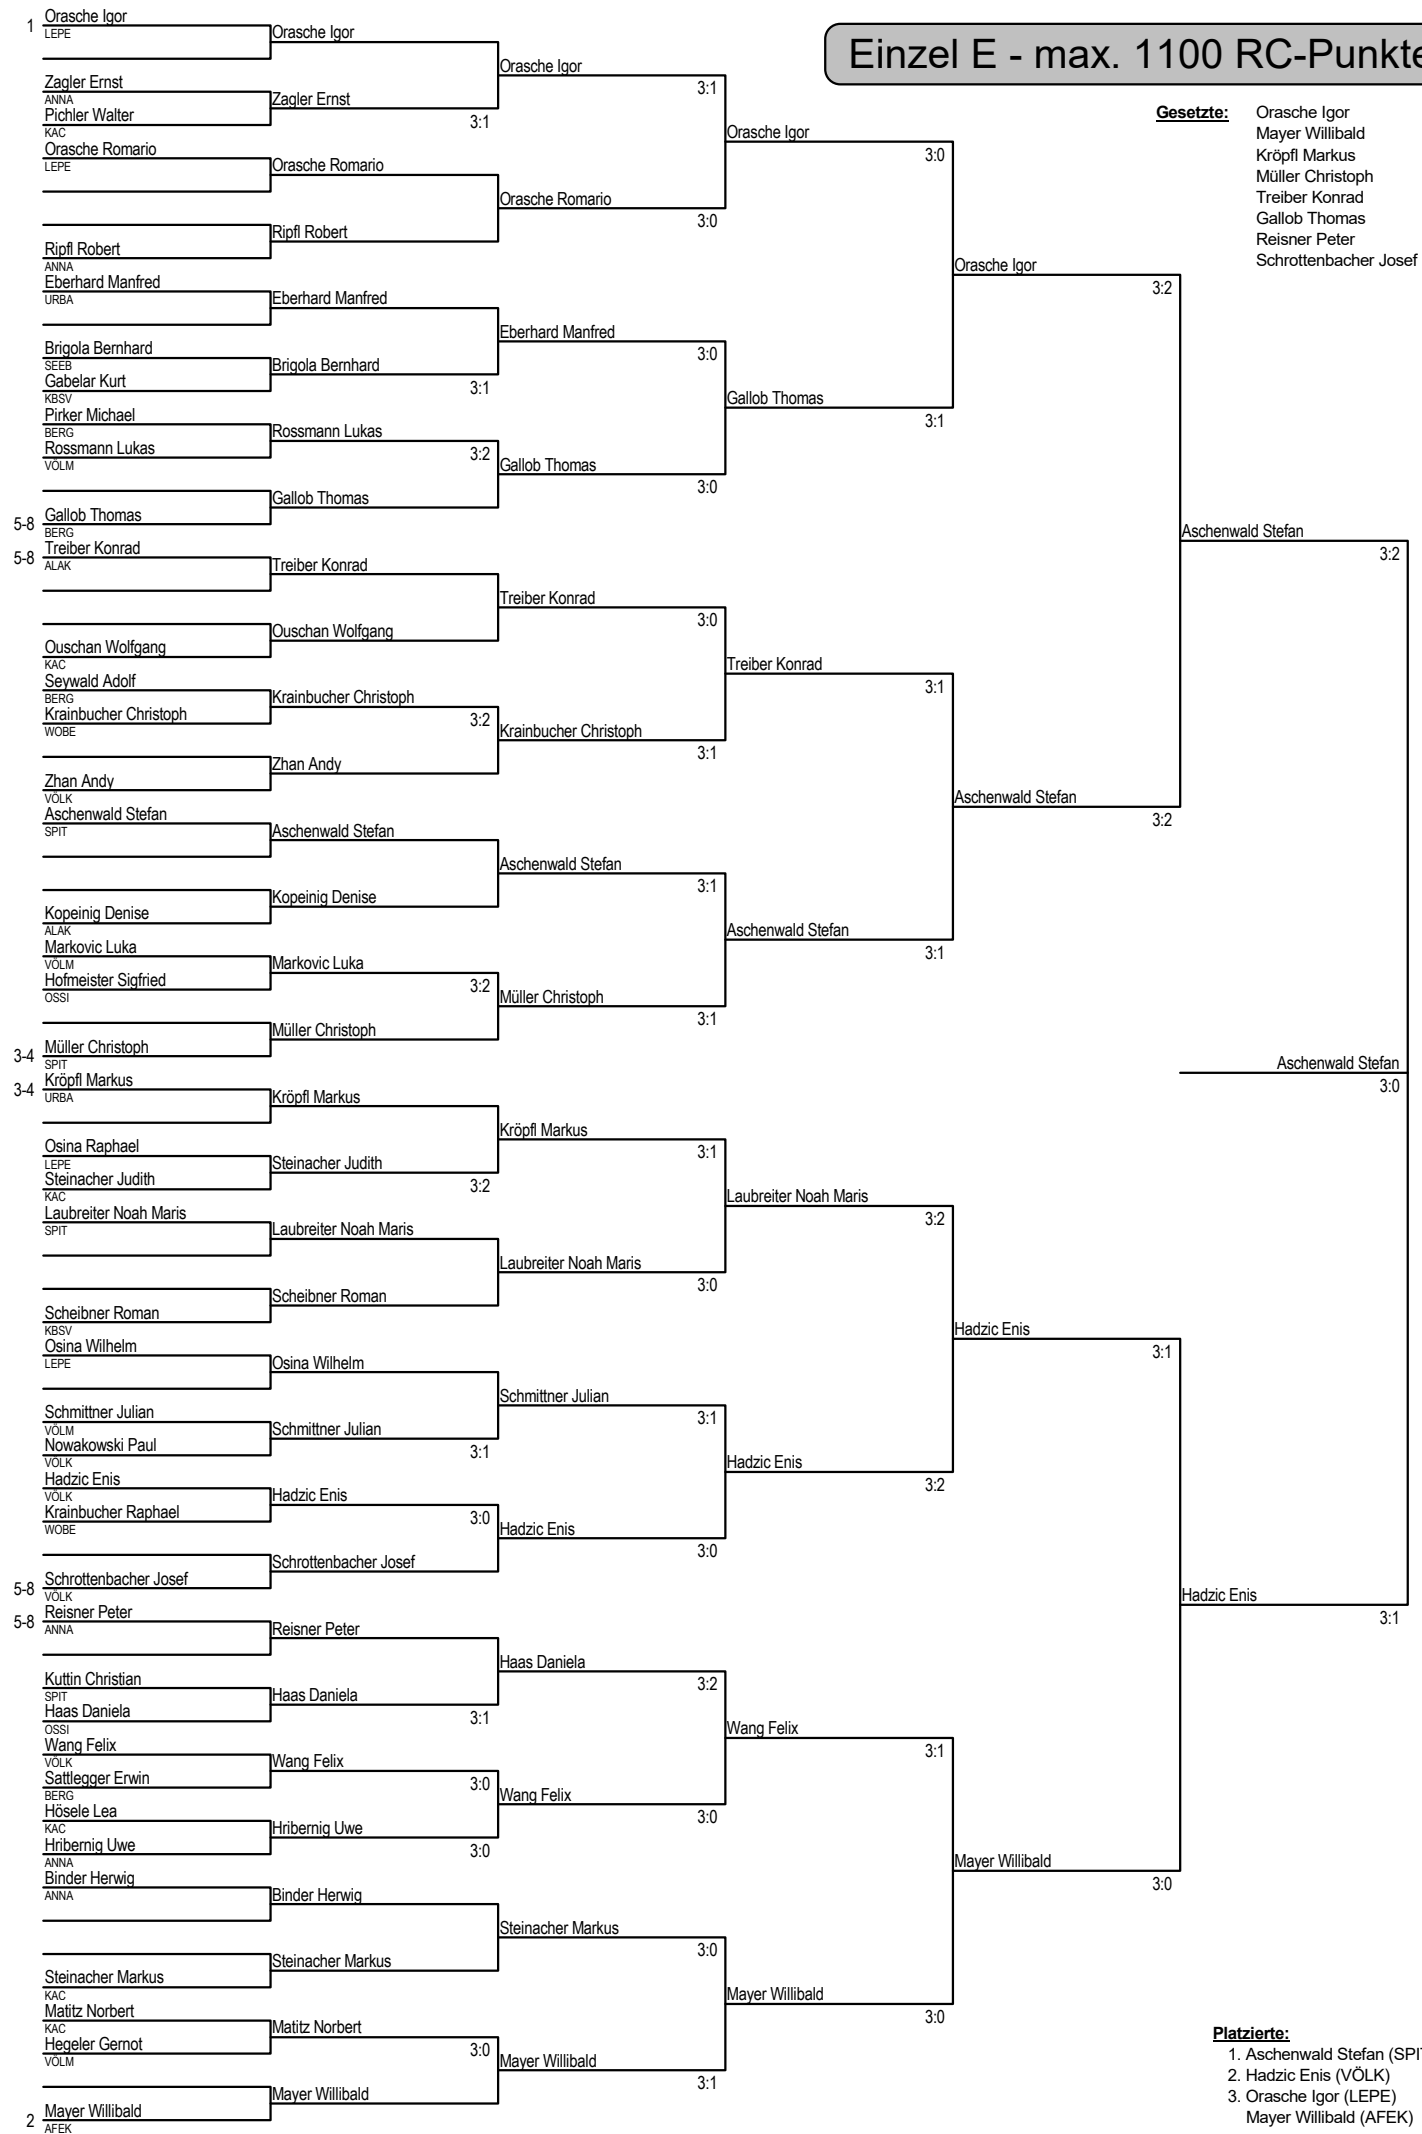 Einzel E - max. 1100 RC-Punkte
Gesetzte:
Orasche Igor
Mayer Willibald
Kröpfl Markus
Müller Christoph
Treiber Konrad
Gallob Thomas
Reisner Peter
Schrottenbacher Josef
1
Orasche Igor
LEPE
Zagler Ernst
ANNA
Pichler Walter
KAC
Orasche Romario
LEPE
Ripfl Robert
ANNA
Eberhard Manfred
URBA
Brigola Bernhard
SEEB
Gabelar Kurt
KBSV
Pirker Michael
BERG
Rossmann Lukas
VÖLM
5-8
Gallob Thomas
BERG
5-8
Treiber Konrad
ALAK
Ouschan Wolfgang
KAC
Seywald Adolf
BERG
Krainbucher Christoph
WOBE
Zhan Andy
VÖLK
Aschenwald Stefan
SPIT
Kopeinig Denise
ALAK
Markovic Luka
VÖLM
Hofmeister Sigfried
OSSI
3-4
Müller Christoph
SPIT
3-4
Kröpfl Markus
URBA
Osina Raphael
LEPE
Steinacher Judith
KAC
Laubreiter Noah Maris
SPIT
Scheibner Roman
KBSV
Osina Wilhelm
LEPE
Schmittner Julian
VÖLM
Nowakowski Paul
VÖLK
Hadzic Enis
VÖLK
Krainbucher Raphael
WOBE
5-8
Schrottenbacher Josef
VÖLK
5-8
Reisner Peter
ANNA
Kuttin Christian
SPIT
Haas Daniela
OSSI
Wang Felix
VÖLK
Sattlegger Erwin
BERG
Hösele Lea
KAC
Hribernig Uwe
ANNA
Binder Herwig
ANNA
Steinacher Markus
KAC
Matitz Norbert
KAC
Hegeler Gernot
VÖLM
2
Mayer Willibald
AFEK
Orasche Igor
Zagler Ernst
3:1
Orasche Romario
Ripfl Robert
Eberhard Manfred
Brigola Bernhard
3:1
Rossmann Lukas
3:2
Gallob Thomas
Treiber Konrad
Ouschan Wolfgang
Krainbucher Christoph
3:2
Zhan Andy
Aschenwald Stefan
Kopeinig Denise
Markovic Luka
3:2
Müller Christoph
Kröpfl Markus
Steinacher Judith
3:2
Laubreiter Noah Maris
Scheibner Roman
Osina Wilhelm
Schmittner Julian
3:1
Hadzic Enis
3:0
Schrottenbacher Josef
Reisner Peter
Haas Daniela
3:1
Wang Felix
3:0
Hribernig Uwe
3:0
Binder Herwig
Steinacher Markus
Matitz Norbert
3:0
Mayer Willibald
Orasche Igor
3:1
Orasche Romario
3:0
Eberhard Manfred
3:0
Gallob Thomas
3:0
Treiber Konrad
3:0
Krainbucher Christoph
3:1
Aschenwald Stefan
3:1
Müller Christoph
3:1
Kröpfl Markus
3:1
Laubreiter Noah Maris
3:0
Schmittner Julian
3:1
Hadzic Enis
3:0
Haas Daniela
3:2
Wang Felix
3:0
Steinacher Markus
3:0
Mayer Willibald
3:1
Orasche Igor
3:0
Gallob Thomas
3:1
Treiber Konrad
3:1
Aschenwald Stefan
3:1
Laubreiter Noah Maris
3:2
Hadzic Enis
3:2
Wang Felix
3:1
Mayer Willibald
3:0
Orasche Igor
3:2
Aschenwald Stefan
3:2
Hadzic Enis
3:1
Mayer Willibald
3:0
Aschenwald Stefan
3:2
Hadzic Enis
3:1
Aschenwald Stefan
3:0
Platzierte:
1. Aschenwald Stefan (SPI
2. Hadzic Enis (VÖLK)
3. Orasche Igor (LEPE)
Mayer Willibald (AFEK)